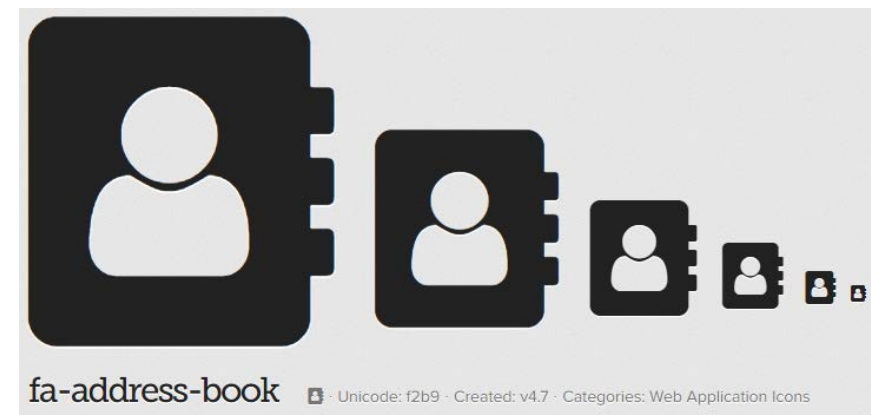 fa-address-book · Unicode: f2b9 · Created: v4.7 · Categories: Web Application Icons